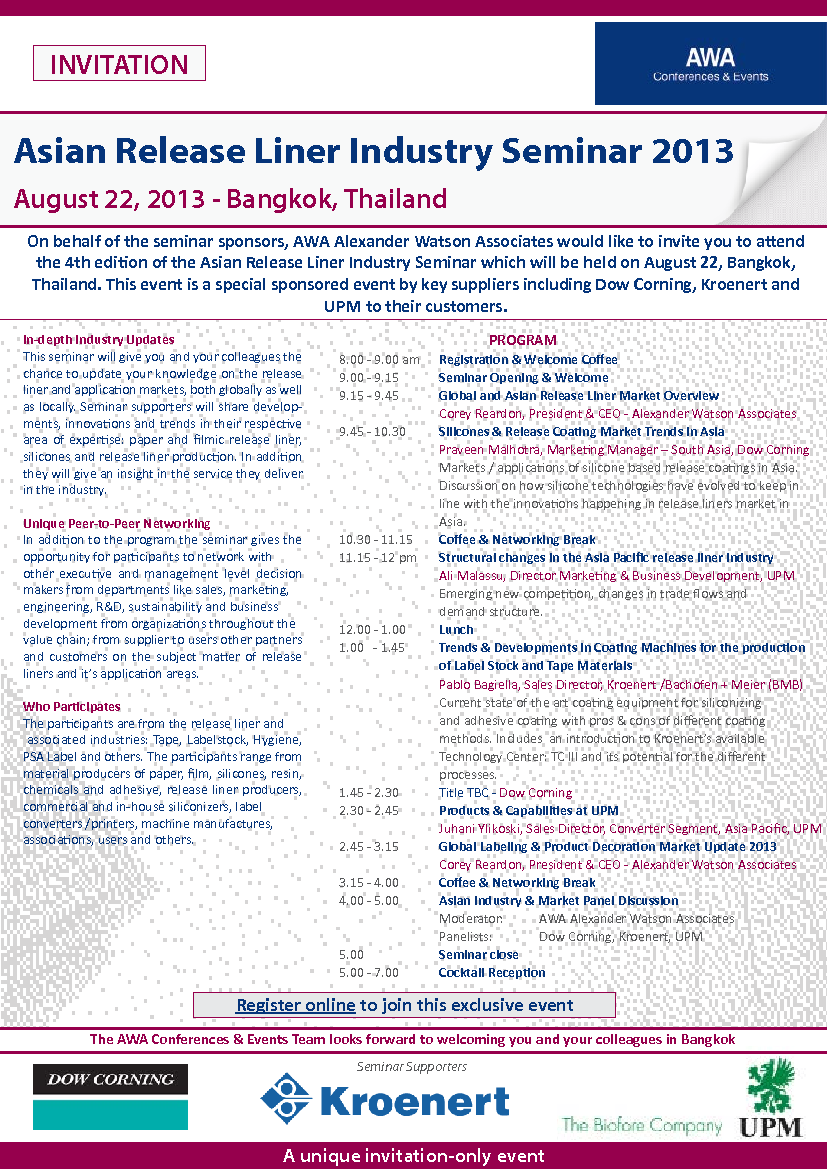 INVITATION
AWA
Conferences & Events
Asian Release Liner Industry Seminar 2013
August 22, 2013 - Bangkok, Thailand
On behalf of the seminar sponsors, AWA Alexander Watson Associates would like to invite you to attend
the 4th edition of the Asian Release Liner Industry Seminar which will be held on August 22, Bangkok,
Thailand. This event is a special sponsored event by key suppliers including Dow Corning, Kroenert and
UPM to their customers.
In-depth Industry Updates
This seminar will give you and your colleagues the
chance to update your knowledge on the release
liner and application markets, both globally as well
as locally. Seminar supporters will share develop-
ments, innovations and trends in their respective
area of expertise: paper and filmic release liner,
silicones and release liner production. In addition
they will give an insight in the service they deliver
in the industry.
Unique Peer-to-Peer Networking
In addition to the program the seminar gives the
opportunity for participants to network with
other executive and management level decision
makers from departments like sales, marketing,
engineering, R&D, sustainability and business
development from organizations throughout the
value chain; from supplier to users other partners
and customers on the subject matter of release
liners and it's application areas.
Who Participates
The participants are from the release liner and
associated industries: Tape, Labelstock, Hygiene,
PSA Label and others. The participants range from
material producers of paper, film, silicones, resin,
chemicals and adhesive, release liner producers,
commercial and in-house siliconizers, label
converters/printers, machine manufactures,
associations, users and others.
PROGRAM
8.00 - 9.00 am Registration & Welcome Coffee
9.00 - 9.15 Seminar Opening & Welcome
9.15 - 9.45 Global and Asian Release Liner Market Overview
Corey Reardon, President & CEO - Alexander Watson Associates
9.45 - 10.30 Silicones & Release Coating Market Trends in Asia
Praveen Malhotra, Marketing Manager – South Asia, Dow Corning
Markets / applications of silicone based release coatings in Asia.
Discussion on how silicone technologies have evolved to keep in
line with the innovations happening in release liners market in
Asia.
10.30 - 11.15 Coffee & Networking Break
11.15 - 12 pm Structural changes in the Asia Pacific release liner industry
Ali Malassu, Director Marketing & Business Development, UPM
Emerging new competition, changes in trade flows and
demand structure.
12.00 - 1.00 Lunch
1.00 - 1.45 Trends & Developments in Coating Machines for the production
of Label Stock and Tape Materials
Pablo Bagiella, Sales Director, Kroenert /Bachofen + Meier (BMB)
Current state of the art coating equipment for siliconizing
and adhesive coating with pros & cons of different coating
methods. Includes an introduction to Kroenert's available
Technology Center: TC III and its potential for the different
processes.
1.45 - 2.30 Title TBC - Dow Corning
2.30 - 2.45 Products & Capabilities at UPM
Juhani Ylikoski, Sales Director, Converter Segment, Asia Pacific, UPM
2.45 - 3.15 Global Labeling & Product Decoration Market Update 2013
Corey Reardon, President & CEO - Alexander Watson Associates
3.15 - 4.00 Coffee & Networking Break
4.00 - 5.00 Asian Industry & Market Panel Discussion
Moderator: AWA Alexander Watson Associates
Panelists: Dow Corning, Kroenert, UPM
5.00 Seminar close
5.00 - 7.00 Cocktail Reception
Register online to join this exclusive event
The AWA Conferences & Events Team looks forward to welcoming you and your colleagues in Bangkok
Seminar Supporters
DOW CORNING
Kroenert
The Biofore Company
UPM
A unique invitation-only event